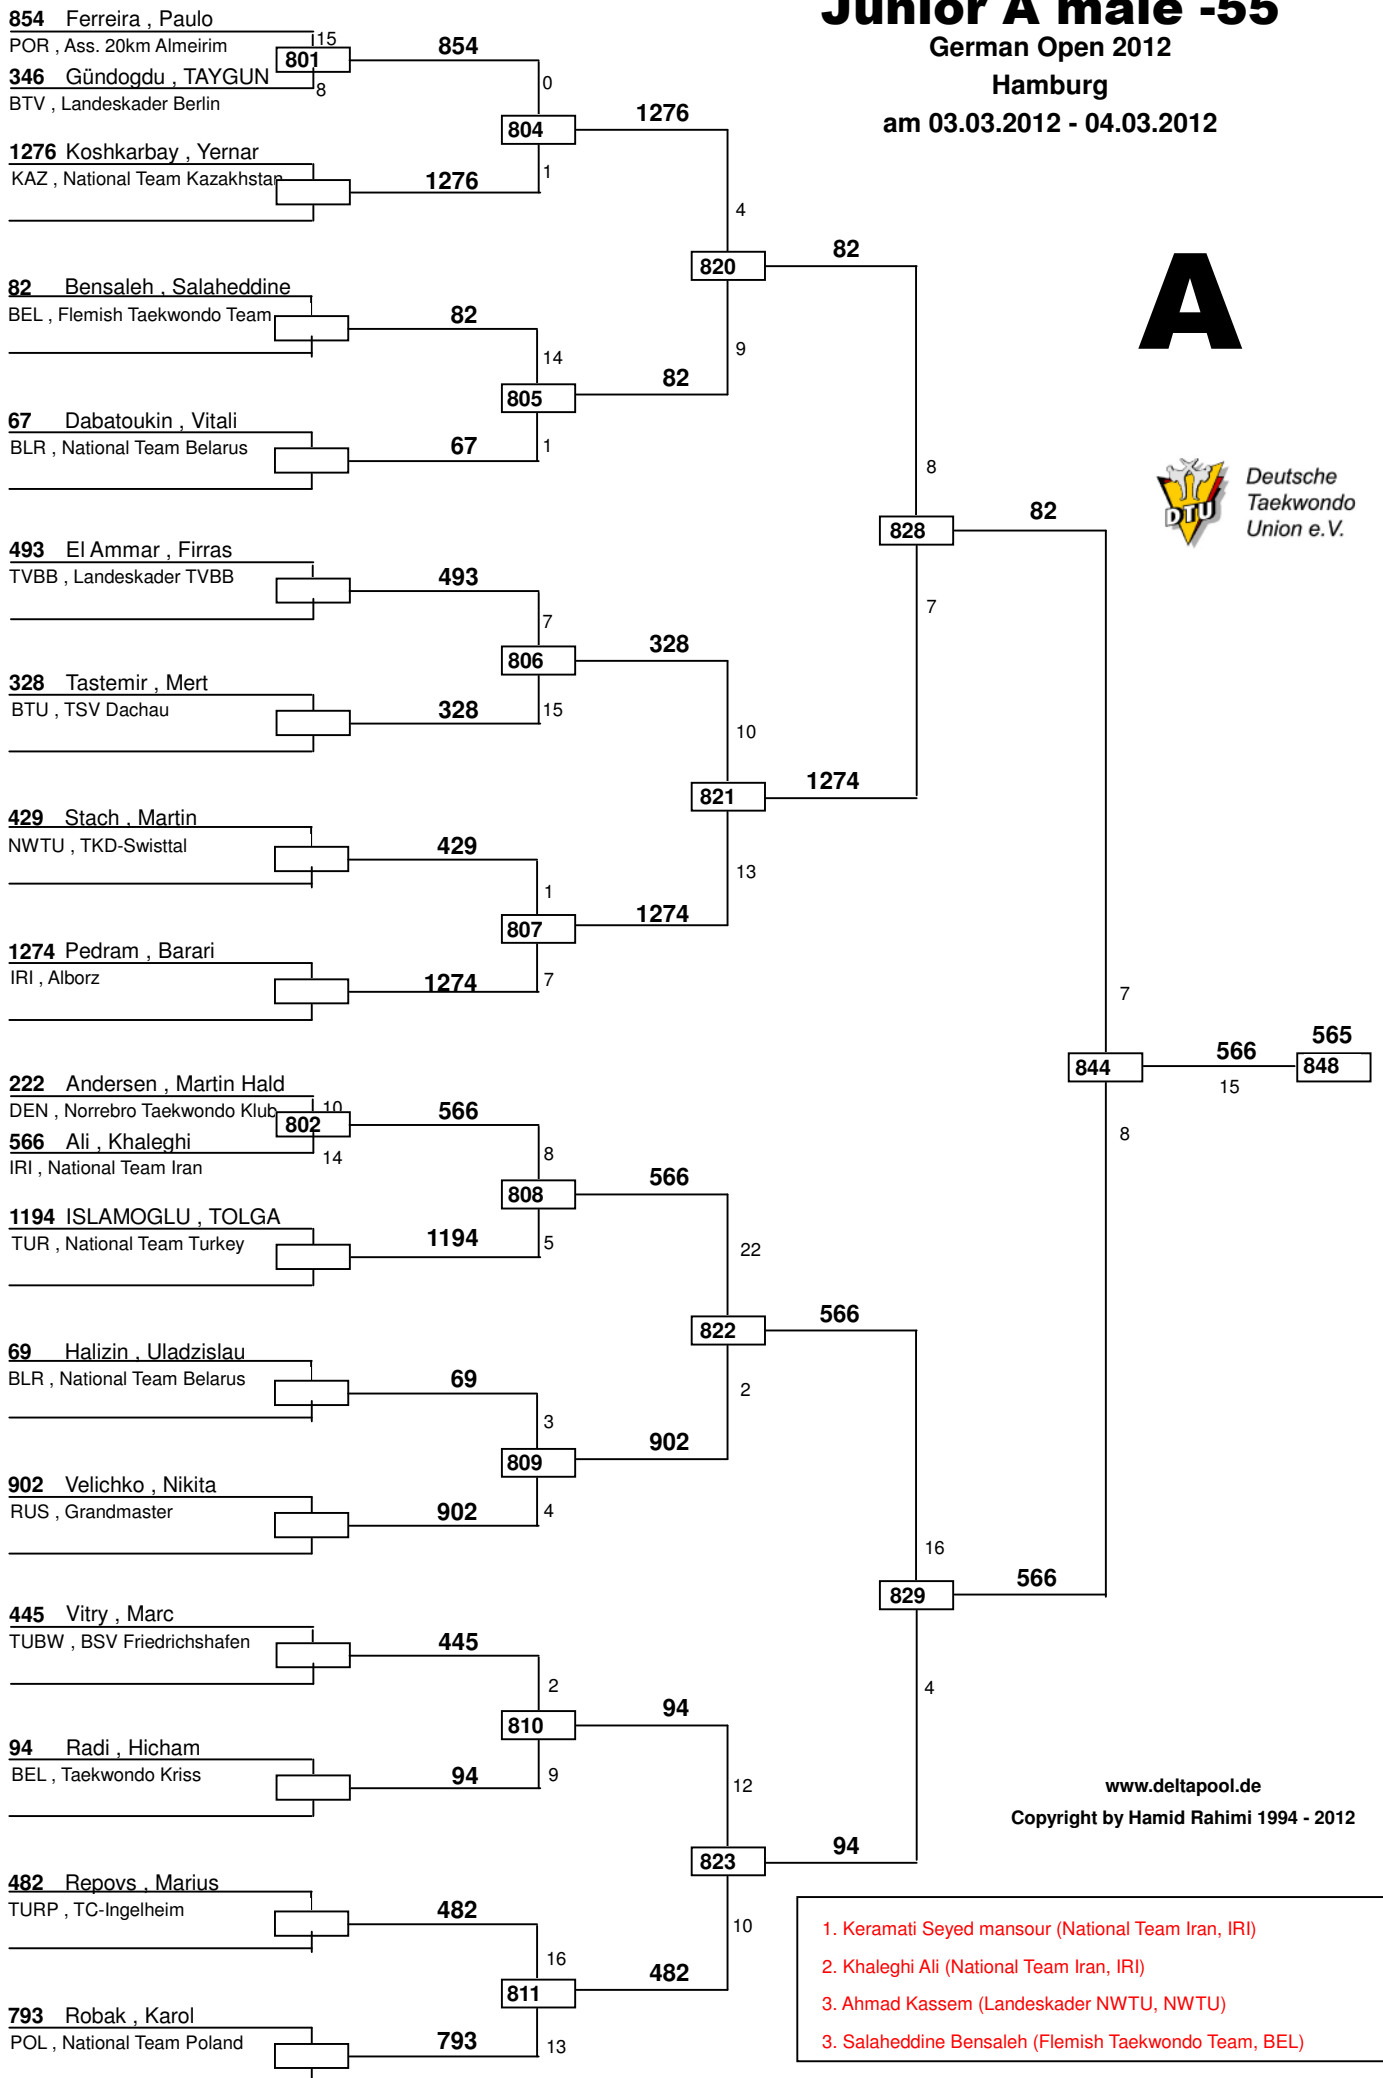 Junior A male -55
German Open 2012
Hamburg
am 03.03.2012 - 04.03.2012
A
DTU
Deutsche
Taekwondo
Union e.V.
854 Ferreira , Paulo
POR , Ass. 20km Almeirim
15
801
854
346 Gündogdu , TAYGUN
8
BTV , Landeskader Berlin
0
804
1276
1276 Koshkarbay , Yernar
KAZ , National Team Kazakhstan
1276
1
4
820
82
82 Bensaleh , Salaheddine
BEL , Flemish Taekwondo Team
82
14
805
82
9
67 Dabatoukin , Vitali
BLR , National Team Belarus
67
1
8
828
82
493 El Ammar , Firras
TVBB , Landeskader TVBB
493
7
7
806
328
328 Tastemir , Mert
BTU , TSV Dachau
328
15
10
821
1274
429 Stach , Martin
NWTU , TKD-Swisttal
429
1
13
807
1274
1274 Pedram , Barari
IRI , Alborz
1274
7
7
844
566
15
565
848
8
222 Andersen , Martin Hald
DEN , Norrebro Taekwondo Klub
10
802
566
566 Ali , Khaleghi
14
IRI , National Team Iran
8
808
566
1194 ISLAMOGLU , TOLGA
TUR , National Team Turkey
1194
5
22
822
566
69 Halizin , Uladzislau
BLR , National Team Belarus
69
2
3
809
902
902 Velichko , Nikita
RUS , Grandmaster
902
4
16
829
566
445 Vitry , Marc
TUBW , BSV Friedrichshafen
445
2
4
810
94
94 Radi , Hicham
BEL , Taekwondo Kriss
94
9
12
823
94
482 Repovs , Marius
TURP , TC-Ingelheim
482
10
16
811
482
793 Robak , Karol
POL , National Team Poland
793
13
www.deltapool.de
Copyright by Hamid Rahimi 1994 - 2012
1. Keramati Seyed mansour (National Team Iran, IRI)
2. Khaleghi Ali (National Team Iran, IRI)
3. Ahmad Kassem (Landeskader NWTU, NWTU)
3. Salaheddine Bensaleh (Flemish Taekwondo Team, BEL)